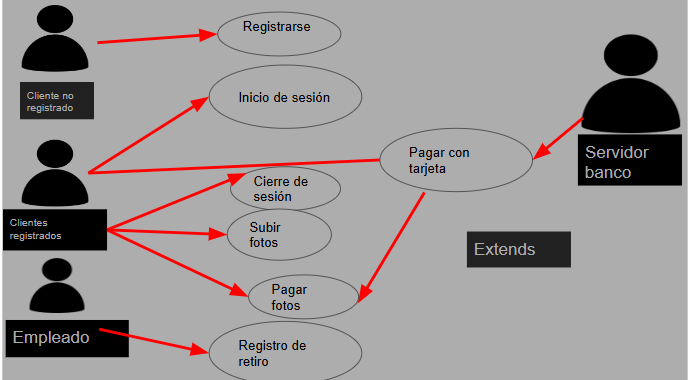 Registrarse
Cliente no
registrado
Inicio de sesión
Servidor
banco
Pagar con
tarjeta
Cierre de
sesión
Clientes
registrados
Subir
fotos
Extends
Pagar
fotos
Empleado
Registro de
retiro